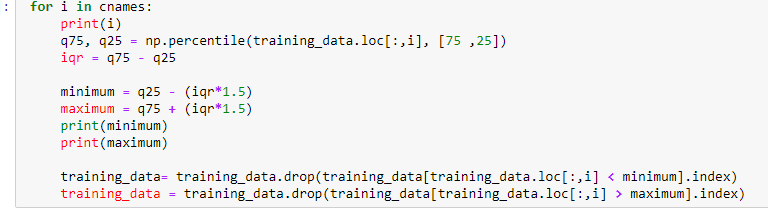 : for i in cnames:
print(i)
q75, q25 = np.percentile(training_data.loc[:,i], [75 ,25])
iqr = q75 - q25
minimum = q25 - (iqr*1.5)
maximum = q75 + (iqr*1.5)
print(minimum)
print(maximum)
training_data= training_data.drop(training_data[training_data.loc[:,i] < minimum].index)
training_data = training_data.drop(training_data[training_data.loc[:,i] > maximum].index)